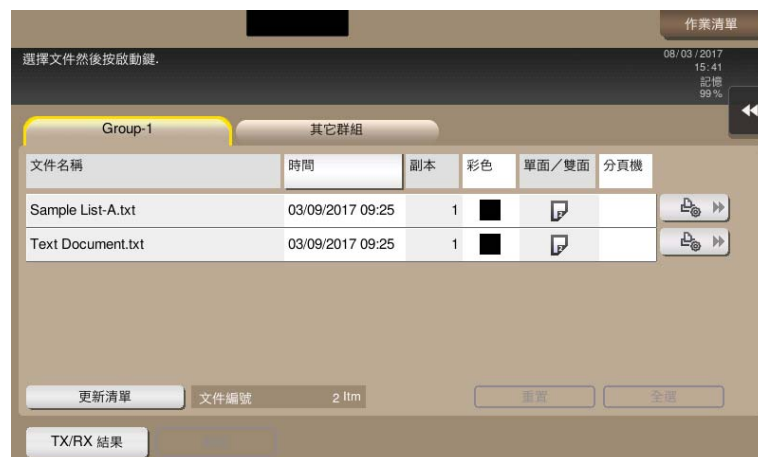 作業清單
選擇文件然後按啟動鍵.
08/03/2017
15:41
記憶
99%
Group-1
其它群組
文件名稱 時間 副本 彩色 單面／雙面 分頁機
Sample List-A.txt 03/09/2017 09:25 1
Text Document.txt 03/09/2017 09:25 1
更新清單 文件編號 2 Itm 重置 全選
TX/RX 結果